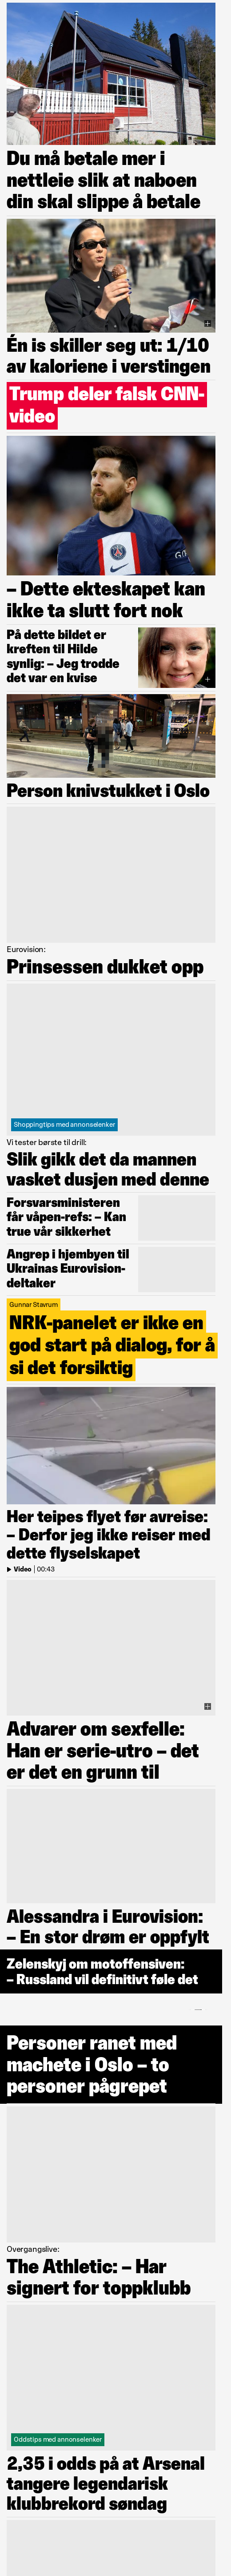 Du må betale mer i
nettleie slik at naboen
din skal slippe å betale
Én is skiller seg ut: 1/10
av kaloriene i verstingen
Trump deler falsk CNN-
video
– Dette ekteskapet kan
ikke ta slutt fort nok
På dette bildet er
kreften til Hilde
synlig: – Jeg trodde
det var en kvise
Person knivstukket i Oslo
Eurovision:
Prinsessen dukket opp
Shoppingtips med annonselenker
Vi tester børste til drill:
Slik gikk det da mannen
vasket dusjen med denne
Forsvarsministeren
får våpen-refs: – Kan
true vår sikkerhet
Angrep i hjembyen til
Ukrainas Eurovision-
deltaker
Gunnar Stavrum
NRK-panelet er ikke en
god start på dialog, for å
si det forsiktig
Her teipes flyet før avreise:
– Derfor jeg ikke reiser med
dette flyselskapet
Video | 00:43
Advarer om sexfelle:
Han er serie-utro – det
er det en grunn til
Alessandra i Eurovision:
– En stor drøm er oppfylt
Zelenskyj om motoffensiven:
– Russland vil definitivt føle det
Personer ranet med
machete i Oslo – to
personer pågrepet
Overgangslive:
The Athletic: – Har
signert for toppklubb
Oddstips med annonselenker
2,35 i odds på at Arsenal
tangere legendarisk
klubbrekord søndag